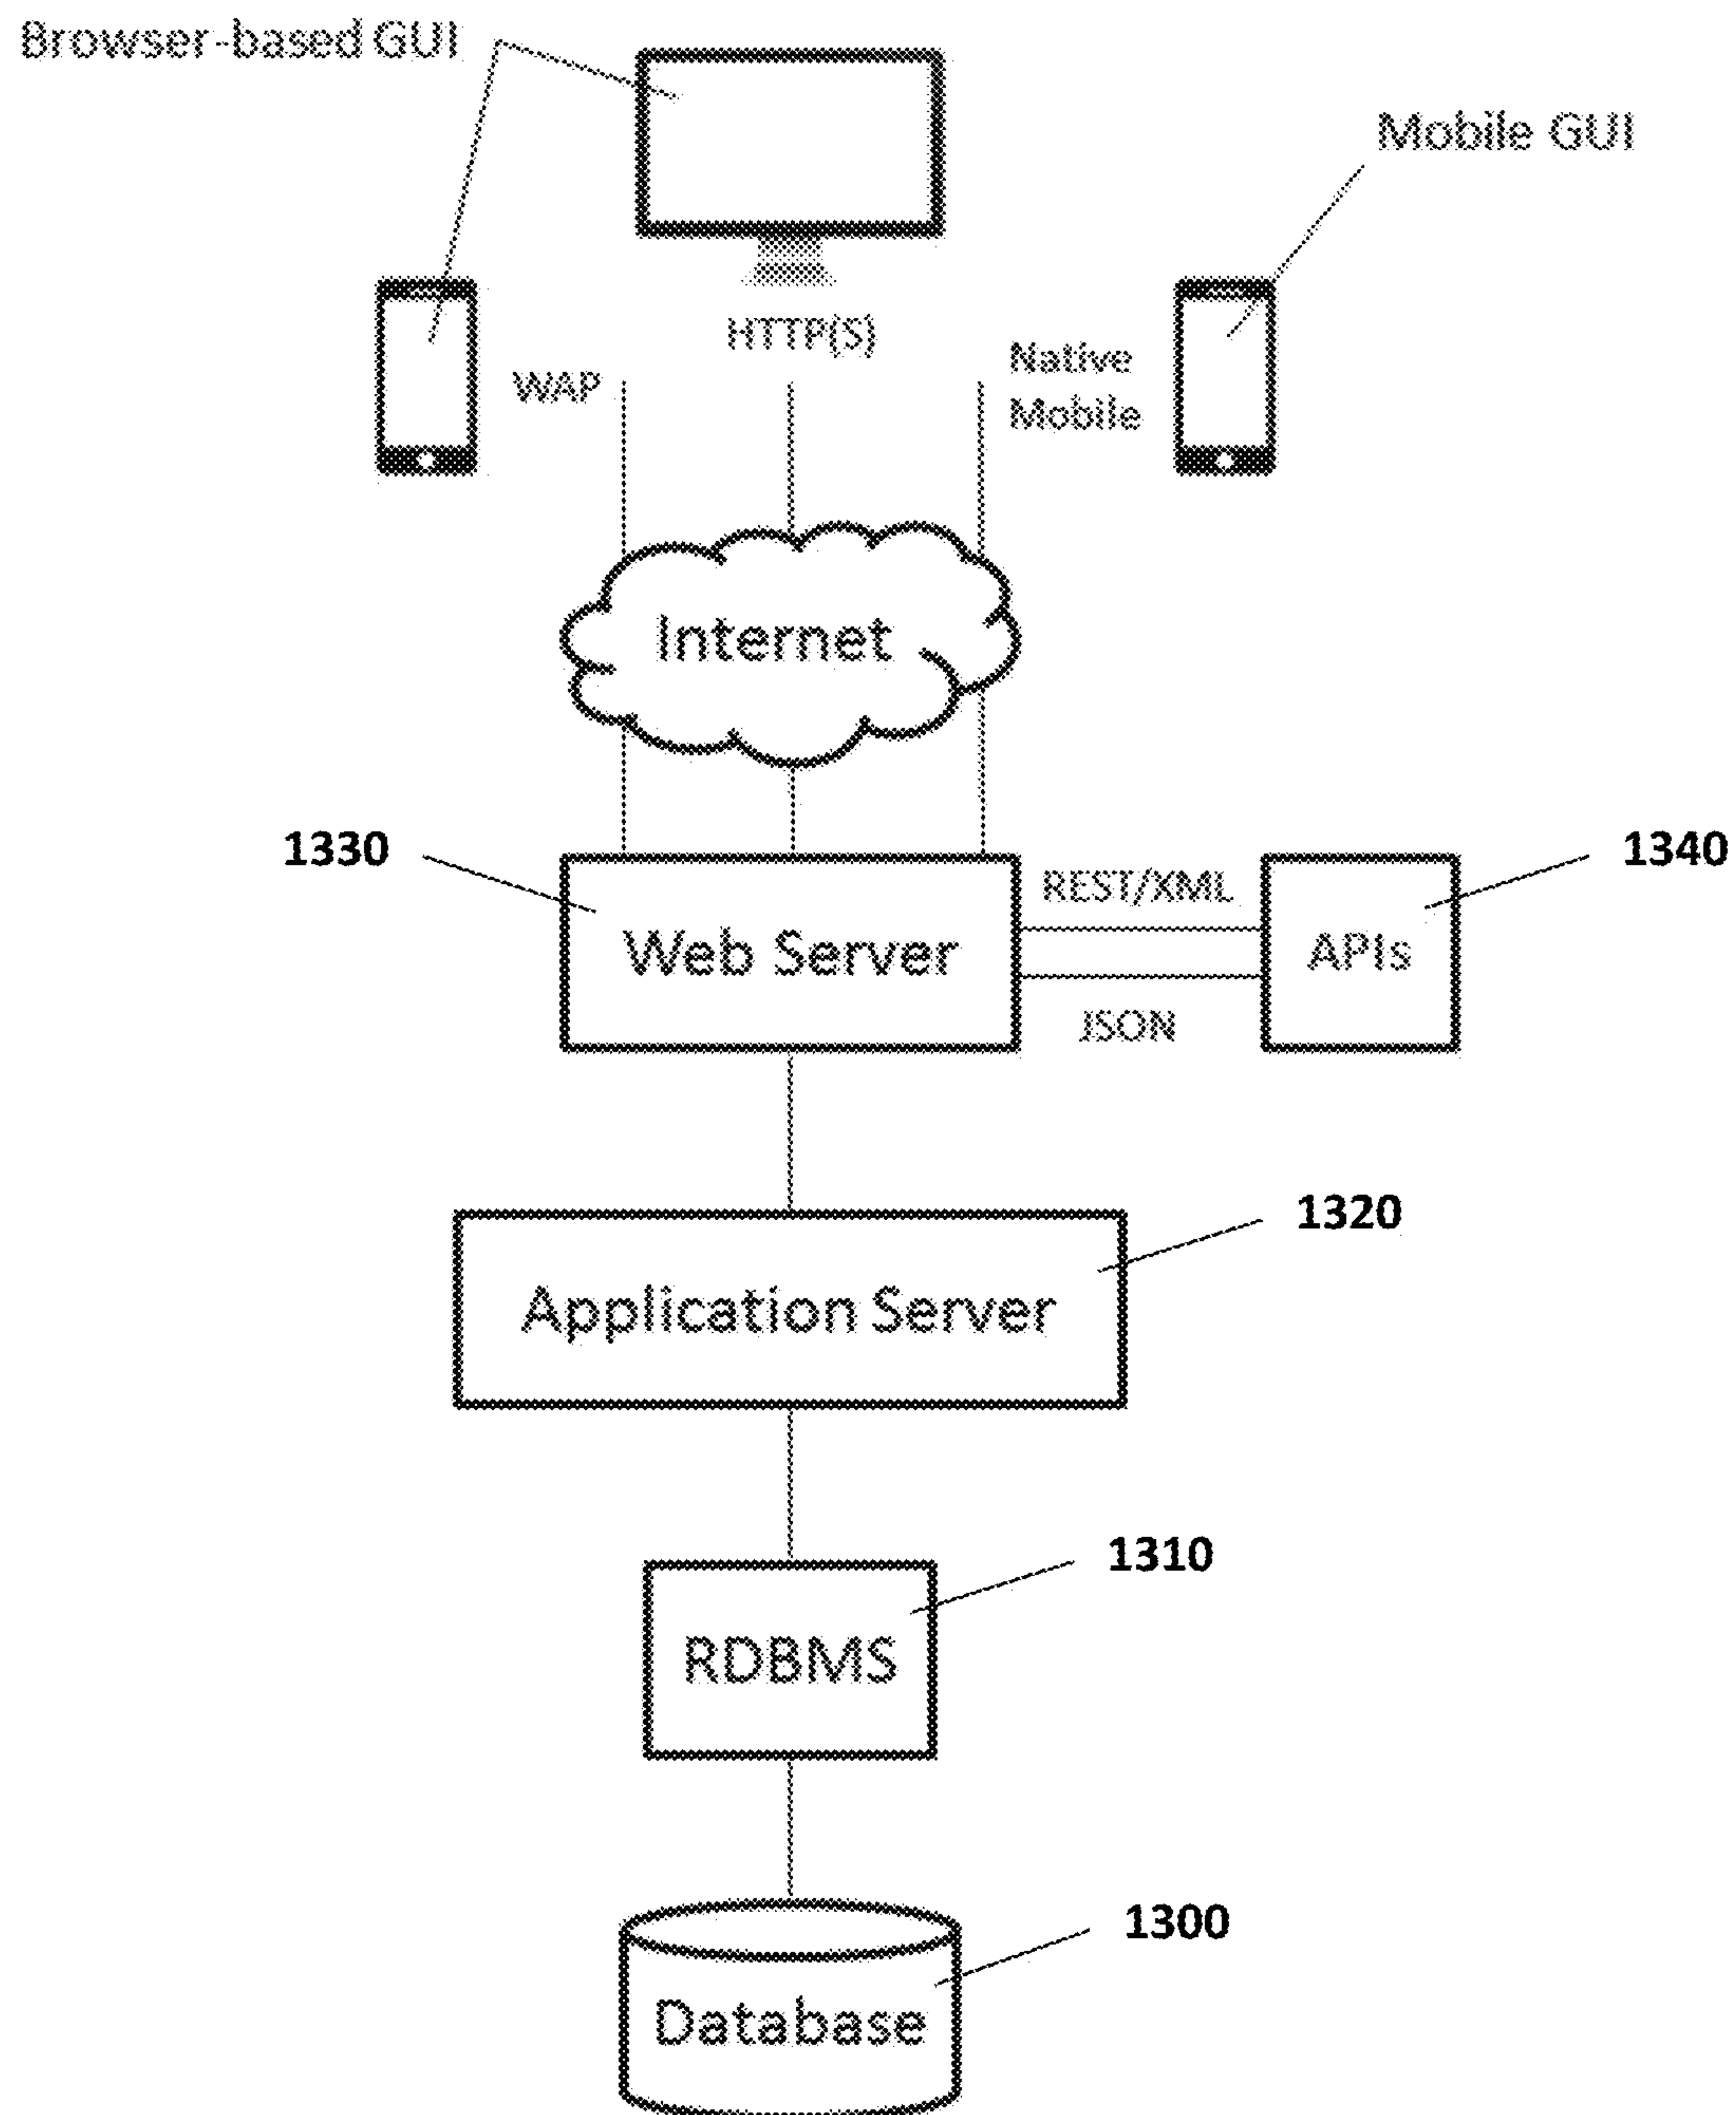 Browser-based GUI
Mobile GUI
HTTP(S)
WAP
Native
Mobile
Internet
1330
1340
REST/XML
Web Server
APIs
JSON
1320
Application Server
1310
RDBMS
1300
Database